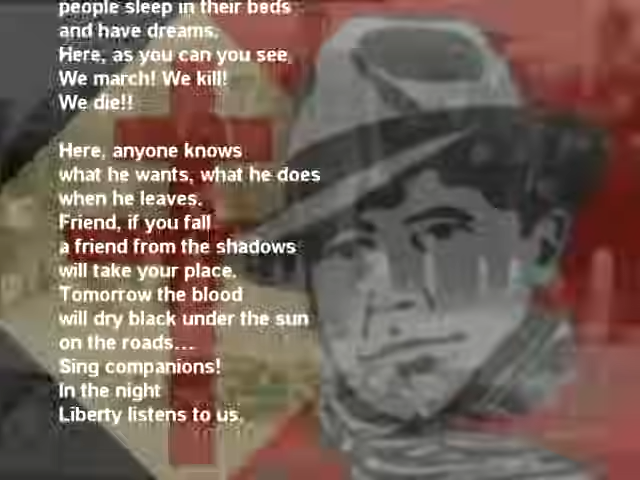 people sleep in their beds
and have dreams.
Here, as you can you see,
We march! We kill!
We die!!
Here, anyone knows
what he wants, what he does
when he leaves.
Friend, if you fall
a friend from the shadows
will take your place.
Tomorrow the blood
will dry black under the sun
on the roads...
Sing companions!
In the night
Liberty listens to us.